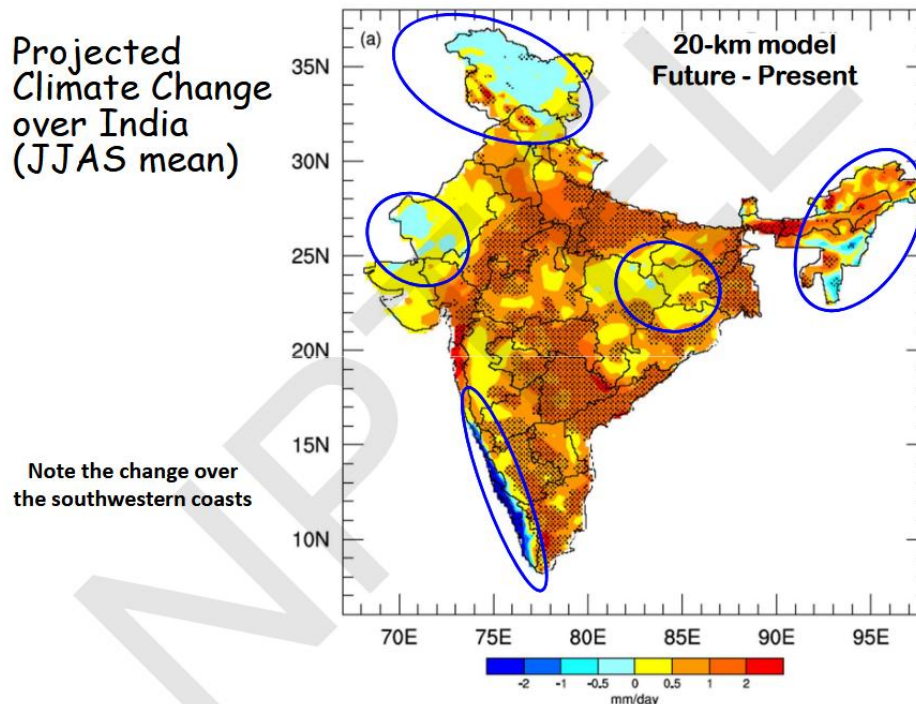 Projected
Climate Change
over India
(JJAS mean)
Note the change over
the southwestern coasts
(a)
20-km model
Future - Present
35N
30N
25N
20N
15N
10N
70E 75E 80E 85E 90E 95E
-2 -1 -0.5 0 0.5 1 2
mm/day
NPTEL